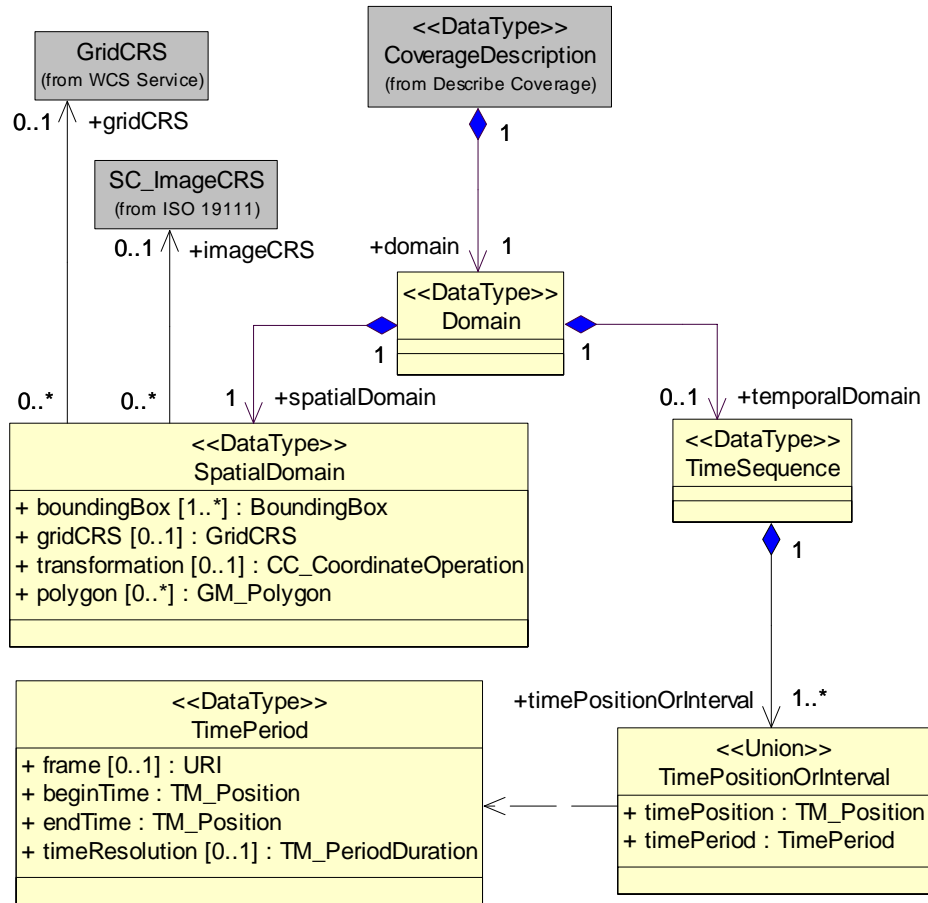 GridCRS
(from WCS Service)
0..1
+gridCRS
<<DataType>>
CoverageDescription
(from Describe Coverage)
1
SC_ImageCRS
(from ISO 19111)
0..1
+imageCRS
+domain
1
<<DataType>>
Domain
1
1
0..*
0..*
1
+spatialDomain
0..1
+temporalDomain
<<DataType>>
SpatialDomain
+ boundingBox [1..*] : BoundingBox
+ gridCRS [0..1] : GridCRS
+ transformation [0..1] : CC_CoordinateOperation
+ polygon [0..*] : GM_Polygon
<<DataType>>
TimeSequence
1
+timePositionOrInterval
1..*
<<DataType>>
TimePeriod
+ frame [0..1] : URI
+ beginTime : TM_Position
+ endTime : TM_Position
+ timeResolution [0..1] : TM_PeriodDuration
<<Union>>
TimePositionOrInterval
+ timePosition : TM_Position
+ timePeriod : TimePeriod